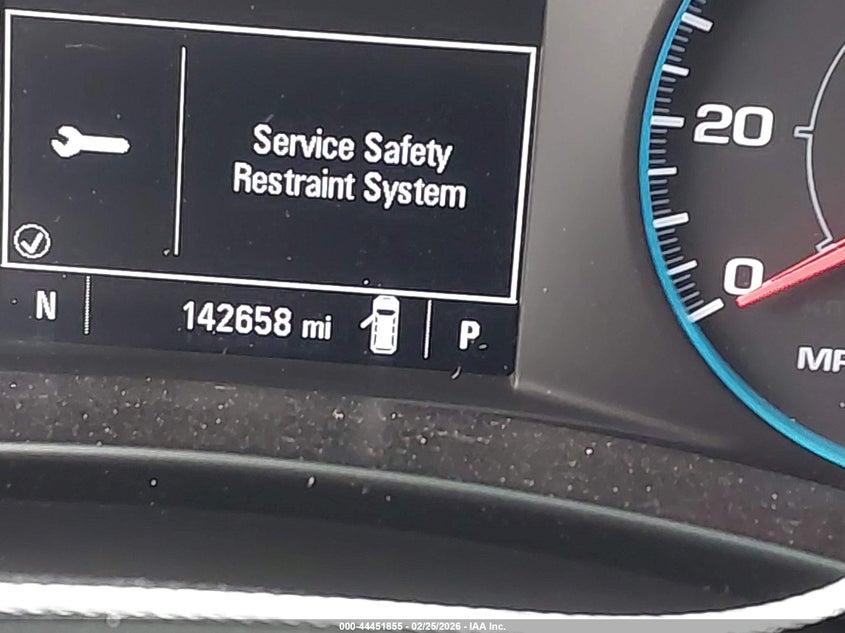 Service Safety
Restraint System
N 142658 mi P
20
0
000-44451855 - 02/25/2026 - IAA Inc.